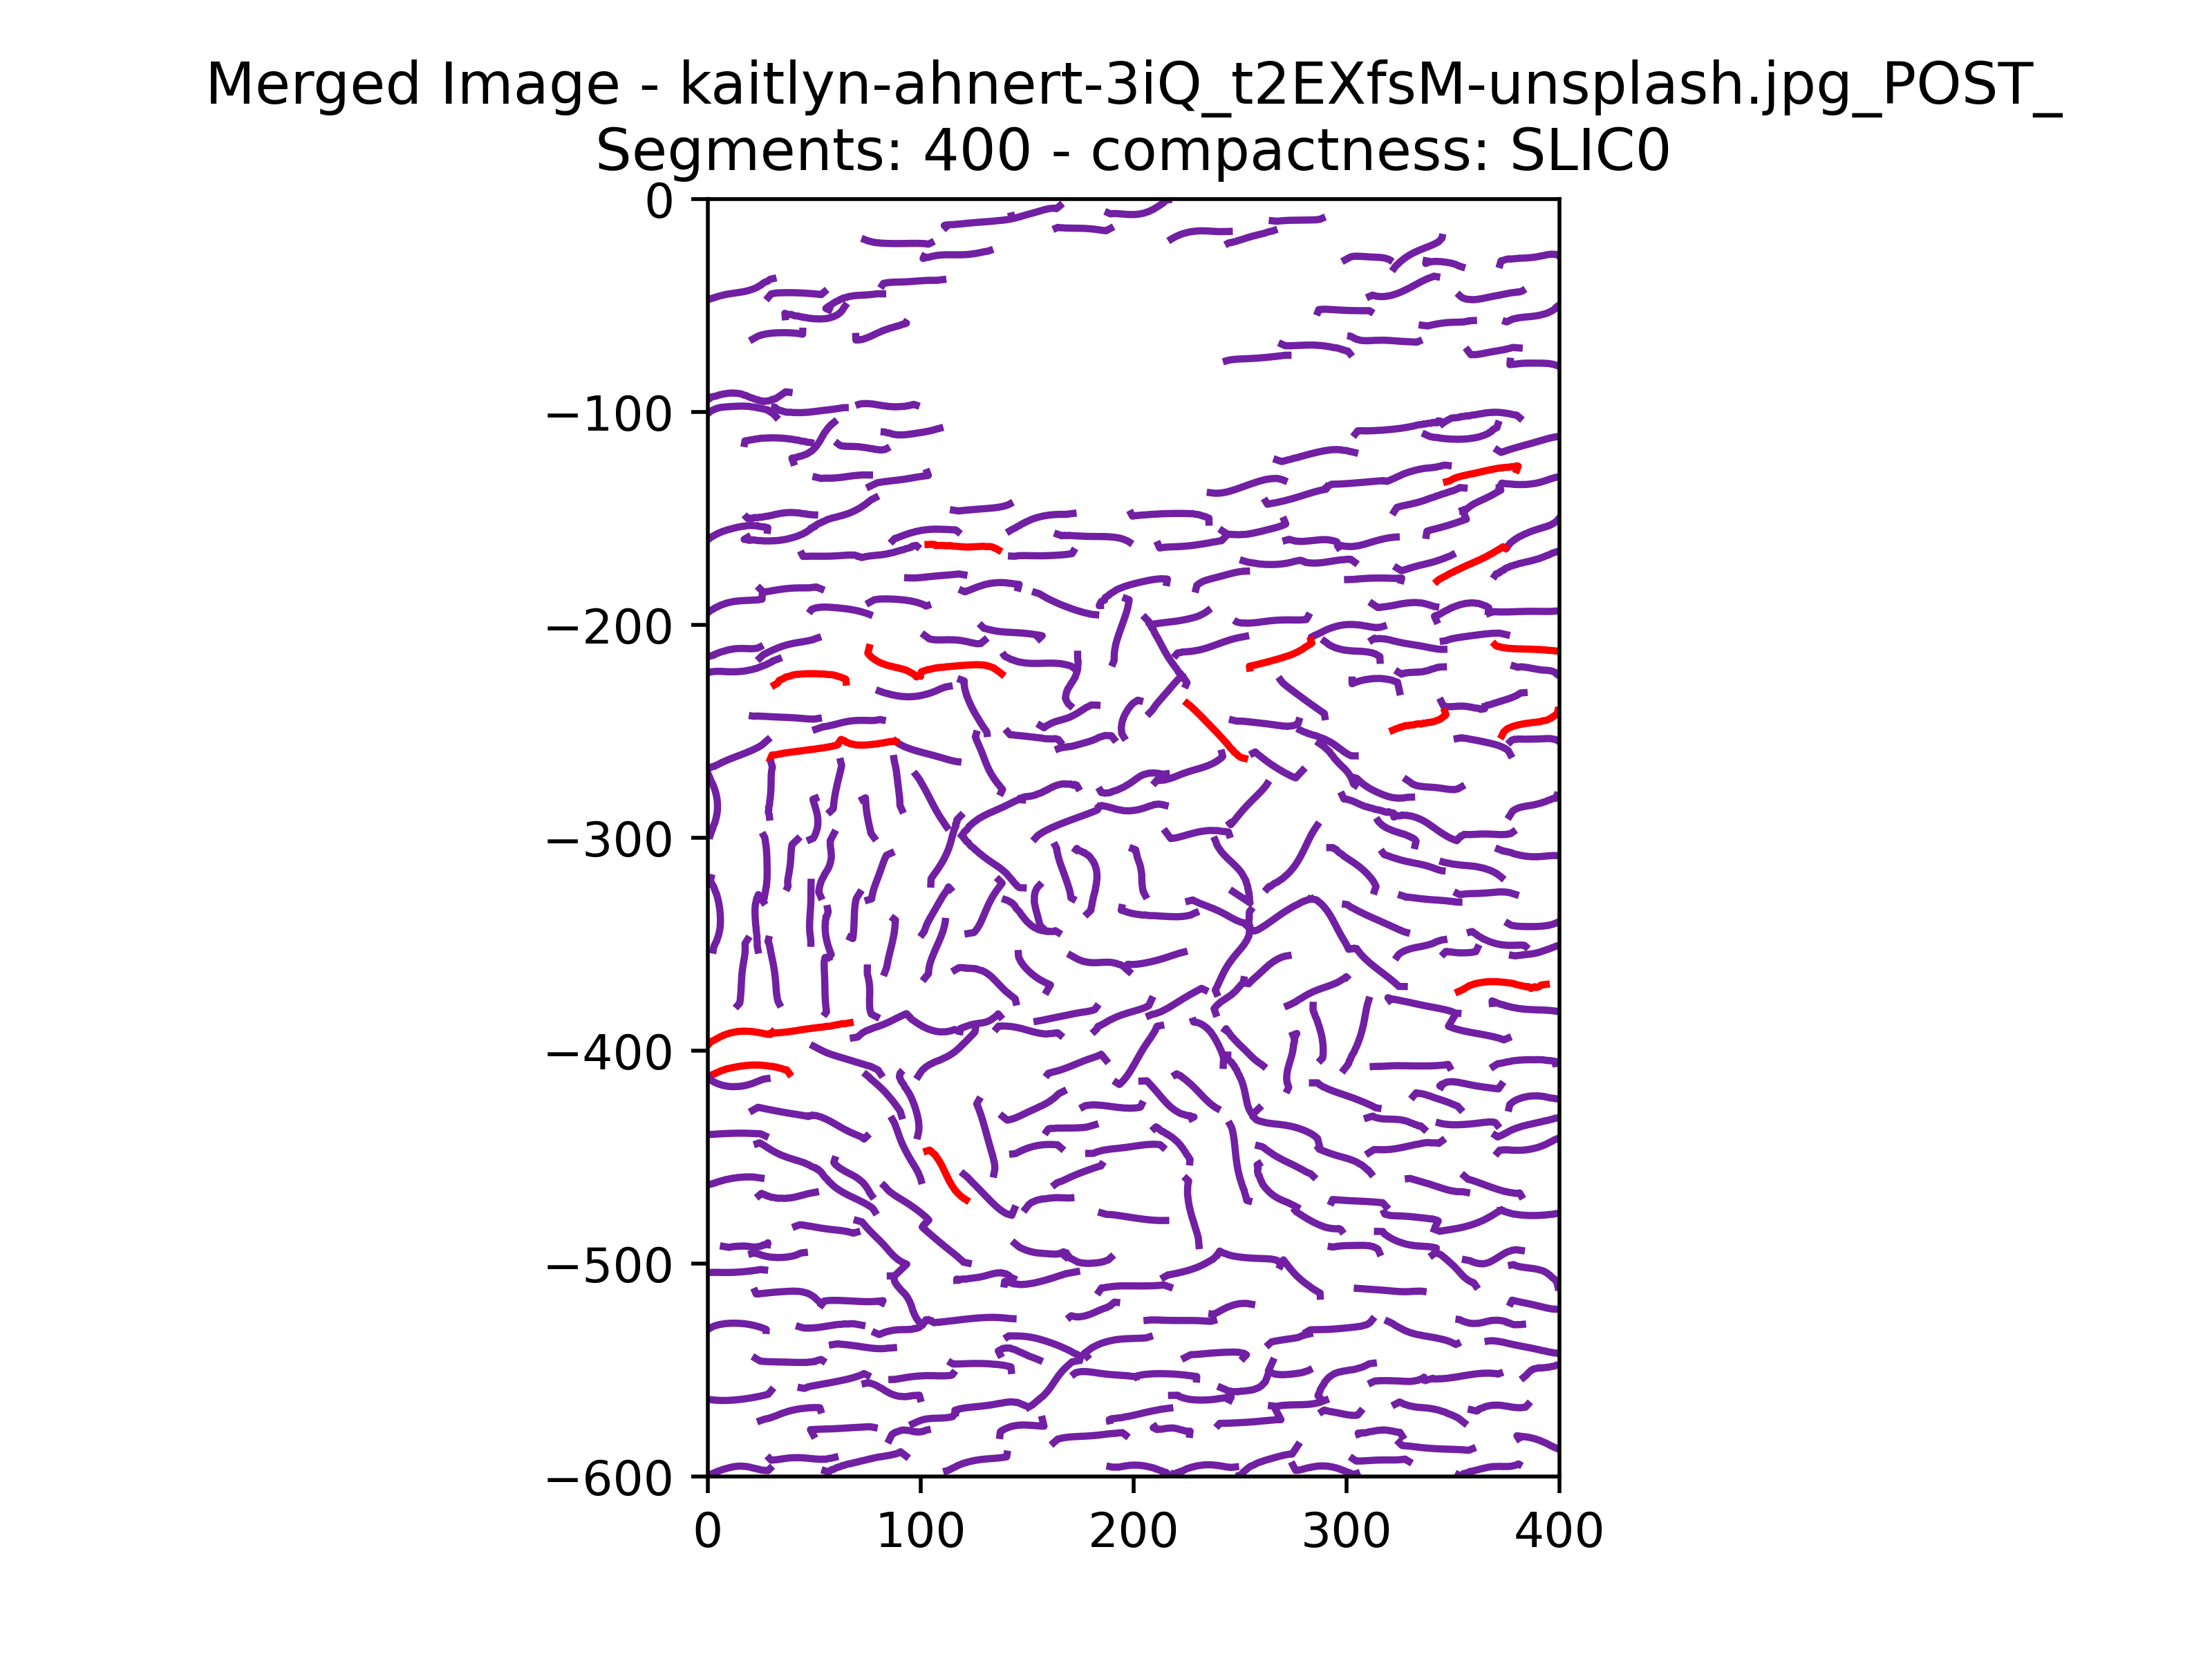 Merged Image - kaitlyn-ahnert-3iQ_t2EXfsM-unsplash.jpg_POST_
Segments: 400 - compactness: SLIC0
0
−100
−200
−300
−400
−500
−600
0 100 200 300 400